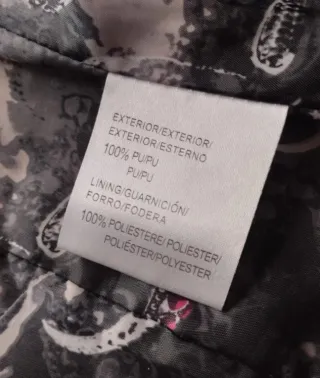 EXTERIOR/EXTERIOR/
EXTERIOR/ESTERNO
100% PU/PU
PU/PU
LINING/GUARNICIÓN/
FORRO/FODERA
100% POLIESTERE/POLIESTER/
POLIÉSTER/POLYESTER